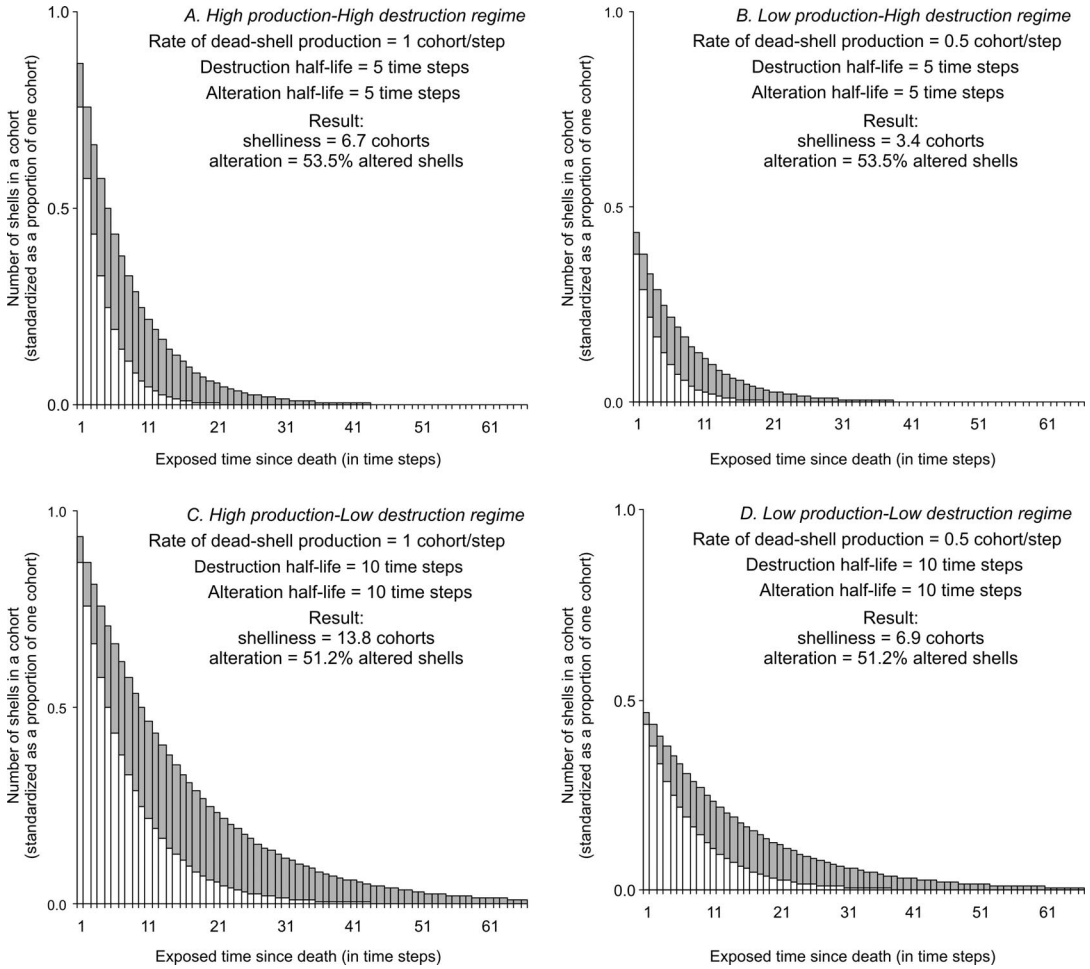 A. High production-High destruction regime
Rate of dead-shell production = 1 cohort/step
Destruction half-life = 5 time steps
Alteration half-life = 5 time steps
Result:
shelliness = 6.7 cohorts
alteration = 53.5% altered shells
Number of shells in a cohort
(standardized as a proportion of one cohort)
1.0
0.5
0.0
1 11 21 31 41 51 61
Exposed time since death (in time steps)
B. Low production-High destruction regime
Rate of dead-shell production = 0.5 cohort/step
Destruction half-life = 5 time steps
Alteration half-life = 5 time steps
Result:
shelliness = 3.4 cohorts
alteration = 53.5% altered shells
Number of shells in a cohort
(standardized as a proportion of one cohort)
1.0
0.5
0.0
1 11 21 31 41 51 61
Exposed time since death (in time steps)
C. High production-Low destruction regime
Rate of dead-shell production = 1 cohort/step
Destruction half-life = 10 time steps
Alteration half-life = 10 time steps
Result:
shelliness = 13.8 cohorts
alteration = 51.2% altered shells
Number of shells in a cohort
(standardized as a proportion of one cohort)
1.0
0.5
0.0
1 11 21 31 41 51 61
Exposed time since death (in time steps)
D. Low production-Low destruction regime
Rate of dead-shell production = 0.5 cohort/step
Destruction half-life = 10 time steps
Alteration half-life = 10 time steps
Result:
shelliness = 6.9 cohorts
alteration = 51.2% altered shells
Number of shells in a cohort
(standardized as a proportion of one cohort)
1.0
0.5
0.0
1 11 21 31 41 51 61
Exposed time since death (in time steps)